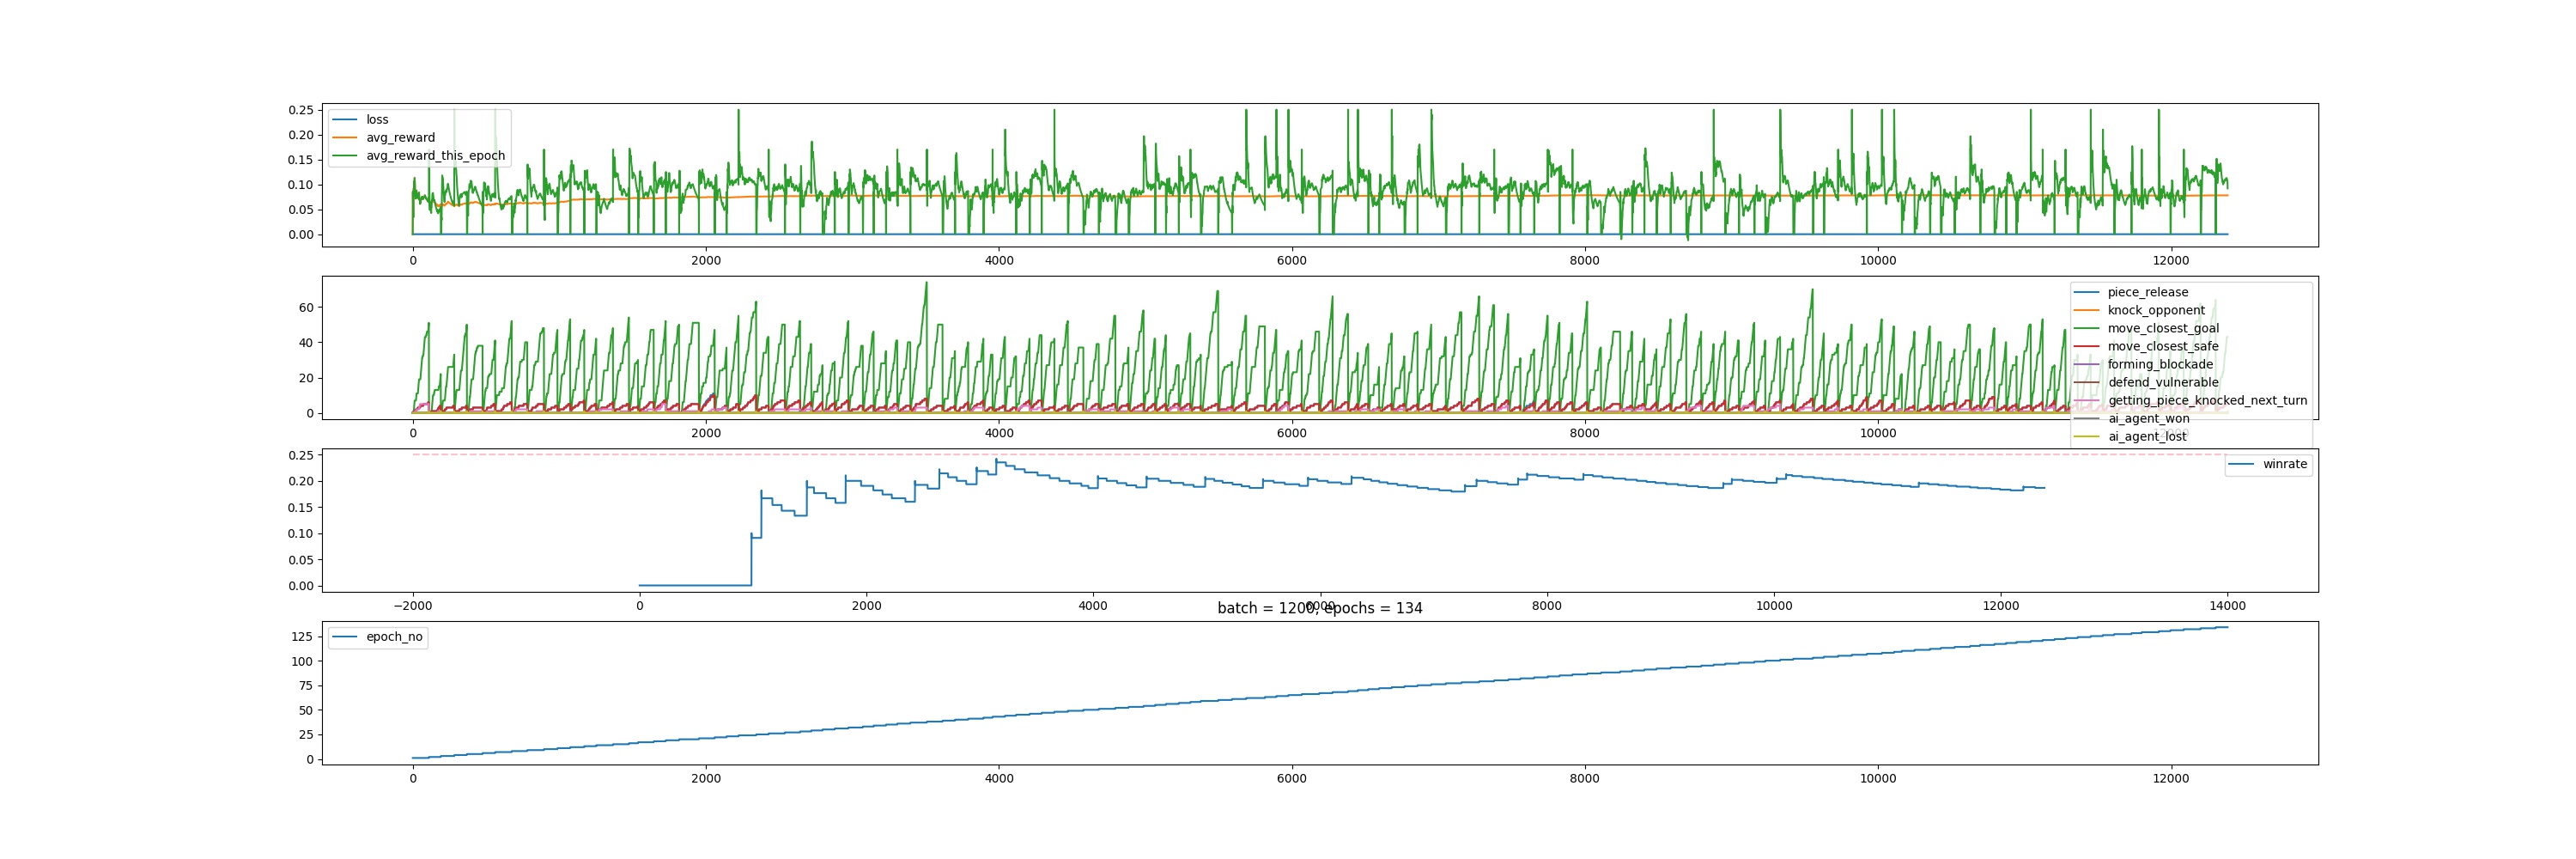 0.25
0.20
0.15
0.10
0.05
0.00
loss
avg_reward
avg_reward_this_epoch
0 2000 4000 6000 8000 10000 12000
60
40
20
0
piece_release
knock_opponent
move_closest_goal
move_closest_safe
forming_blockade
defend_vulnerable
getting_piece_knocked_next_turn
ai_agent_won
ai_agent_lost
0 2000 4000 6000 8000 10000 12000
0.25
0.20
0.15
0.10
0.05
0.00
winrate
−2000 0 2000 4000 6000 8000 10000 12000 14000
batch = 1200, epochs = 134
125
100
75
50
25
0
epoch_no
0 2000 4000 6000 8000 10000 12000